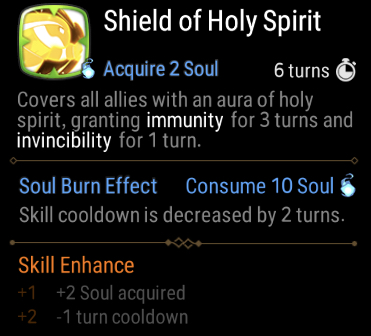 Shield of Holy Spirit
Acquire 2 Soul 6 turns
Covers all allies with an aura of holy
spirit, granting immunity for 3 turns and
invincibility for 1 turn.
Soul Burn Effect Consume 10 Soul
Skill cooldown is decreased by 2 turns.
Skill Enhance
+1 +2 Soul acquired
+2 -1 turn cooldown